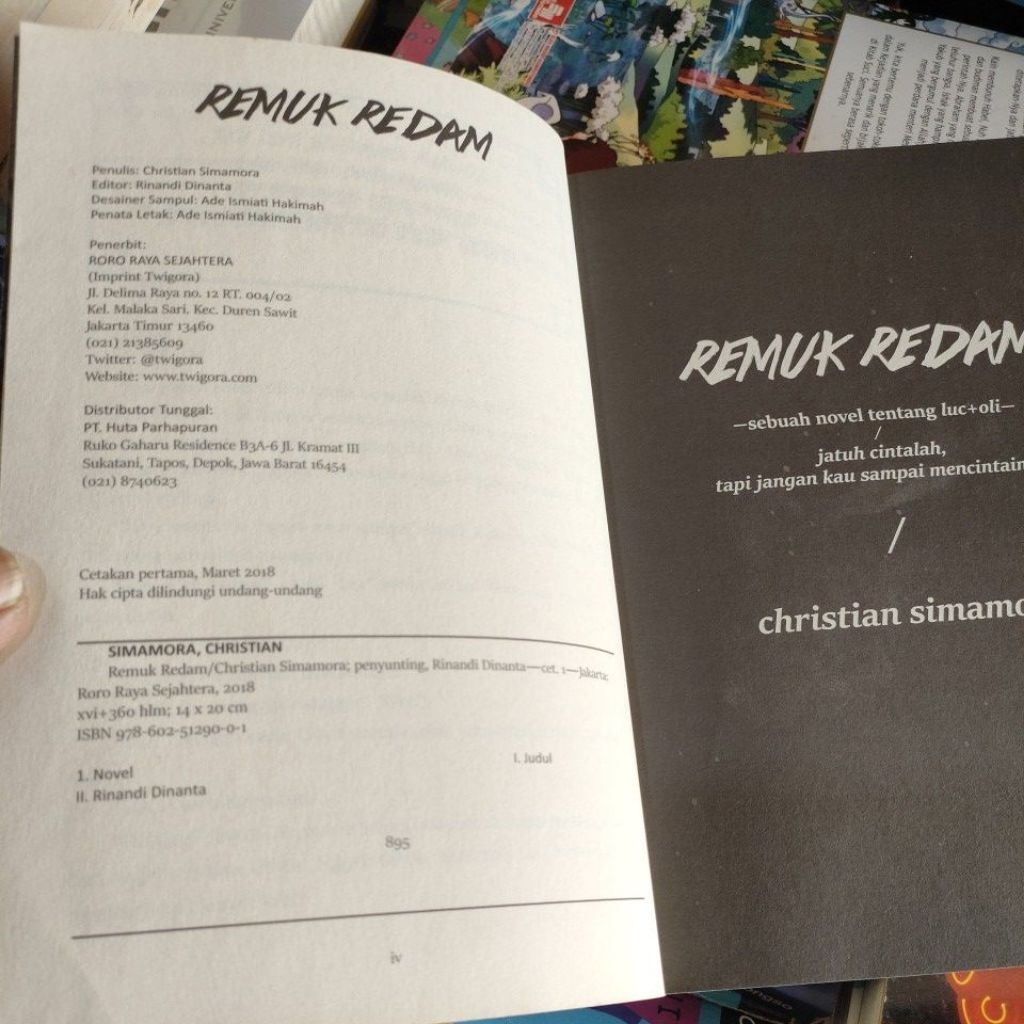 REMUK REDAM
Penulis: Christian Simamora
Editor: Rinandi Dinanta
Desainer Sampul: Ade Ismiati Hakimah
Penata Letak: Ade Ismiati Hakimah
Penerbit:
RORO RAYA SEJAHTERA
(Imprint Twigora)
Jl. Delima Raya no. 12 RT. 004/02
Kel. Malaka Sari, Kec. Duren Sawit
Jakarta Timur 13460
(021) 21385609
Twitter: @twigora
Website: www.twigora.com
Distributor Tunggal:
PT. Huta Parhapuran
Ruko Gaharu Residence B3A-6 Jl. Kramat III
Sukatani, Tapos, Depok, Jawa Barat 16454
(021) 8740623
Cetakan pertama, Maret 2018
Hak cipta dilindungi undang-undang
SIMAMORA, CHRISTIAN
Remuk Redam/Christian Simamora; penyunting, Rinandi Dinanta—cet. 1—Jakarta;
Roro Raya Sejahtera, 2018
xvi+360 hlm; 14 x 20 cm
ISBN 978-602-51290-0-1
1. Novel
I. Judul
II. Rinandi Dinanta
895
iv
REMUK REDAM
—sebuah novel tentang luc+oli—
/
jatuh cintalah,
tapi jangan kau sampai mencintain
/
christian simamo